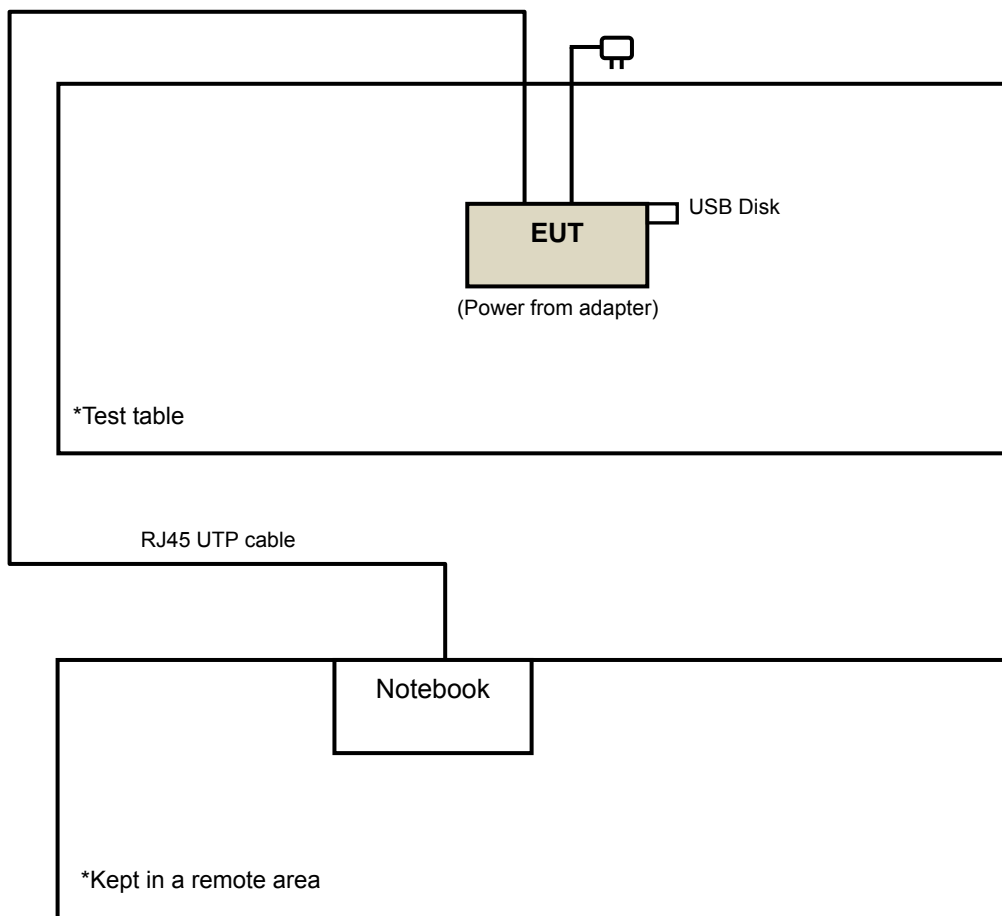 USB Disk
EUT
(Power from adapter)
*Test table
RJ45 UTP cable
Notebook
*Kept in a remote area